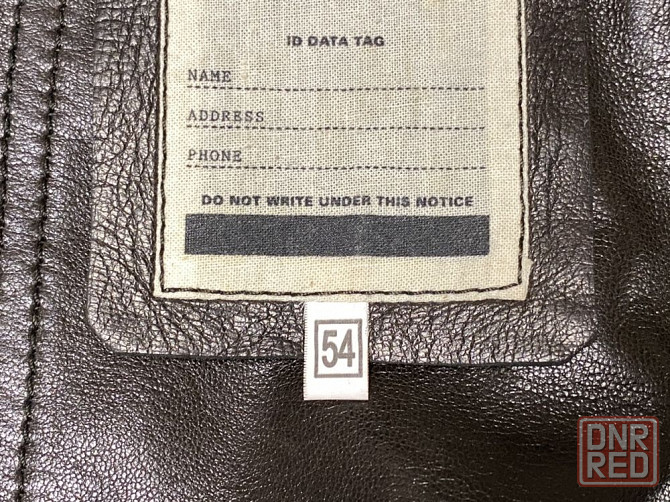 ID DATA TAG
NAME
ADDRESS
PHONE
DO NOT WRITE UNDER THIS NOTICE
54
DNR
RED